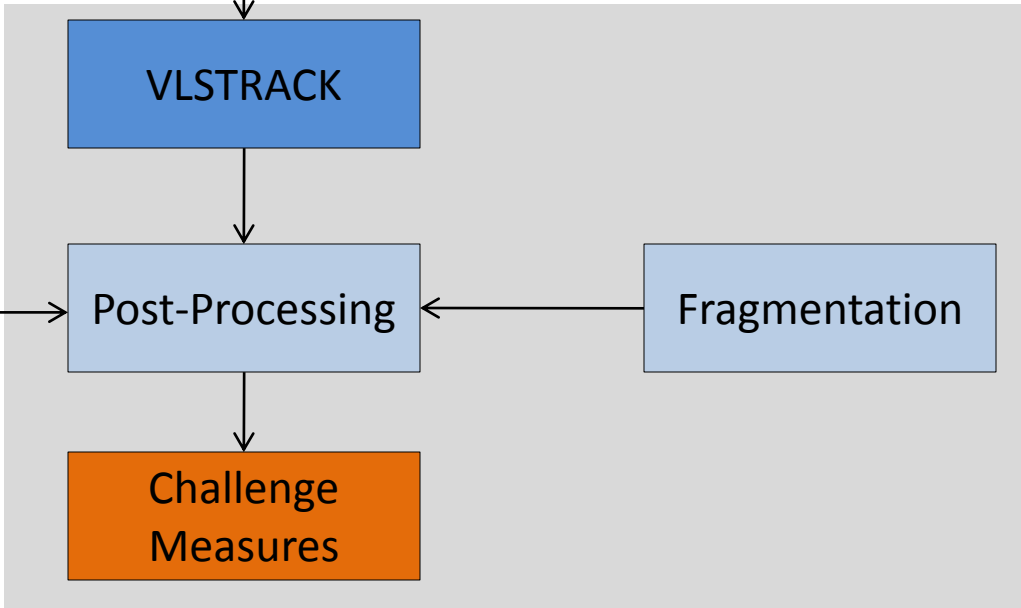 VLSTRACK
Post-Processing
Fragmentation
Challenge
Measures